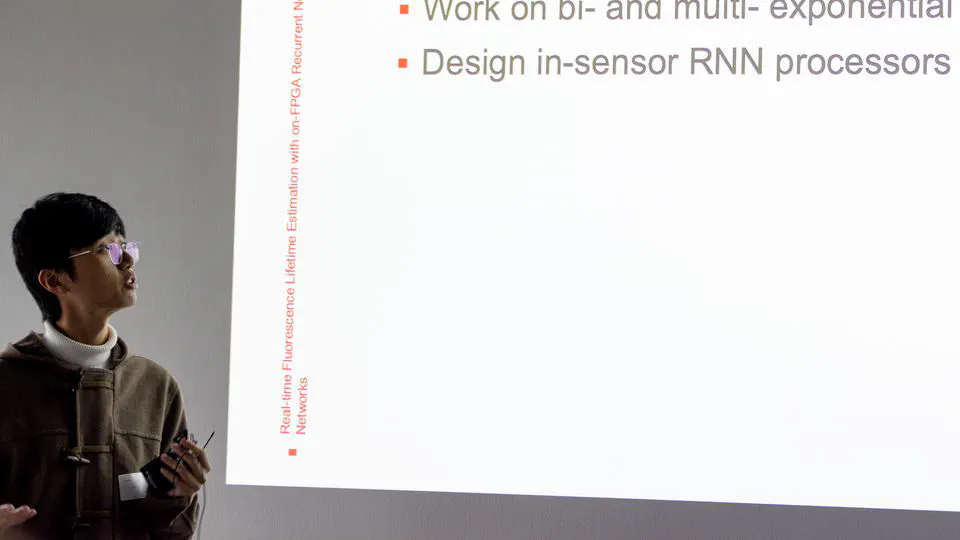 Work on bi- and multi- exponential
Design in-sensor RNN processors
Real-time Fluorescence Lifetime Estimation with on-FPGA Recurrent
Networks